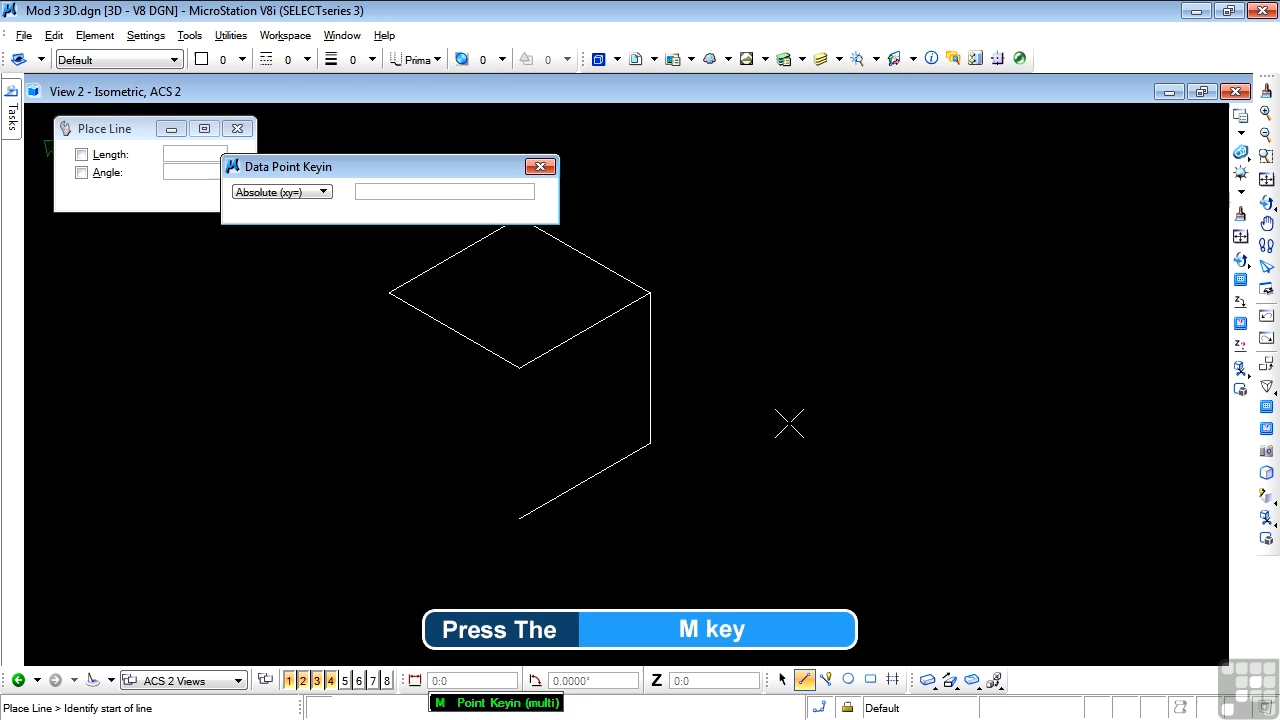 Mod 3 3D.dgn [3D - V8 DGN] - MicroStation V8i (SELECTseries 3)
File Edit Element Settings Tools Utilities Workspace Window Help
Default 0 0 0 Prima 0 0
View 2 - Isometric, ACS 2
Tasks
Place Line
Length:
Angle:
Data Point Keyin
Absolute (xy=)
Press The M key
ACS 2 Views 1 2 3 4 5 6 7 8 0:0 0.0000° Z 0:0
M Point Keyin (multi)
Place Line > Identify start of line
Default